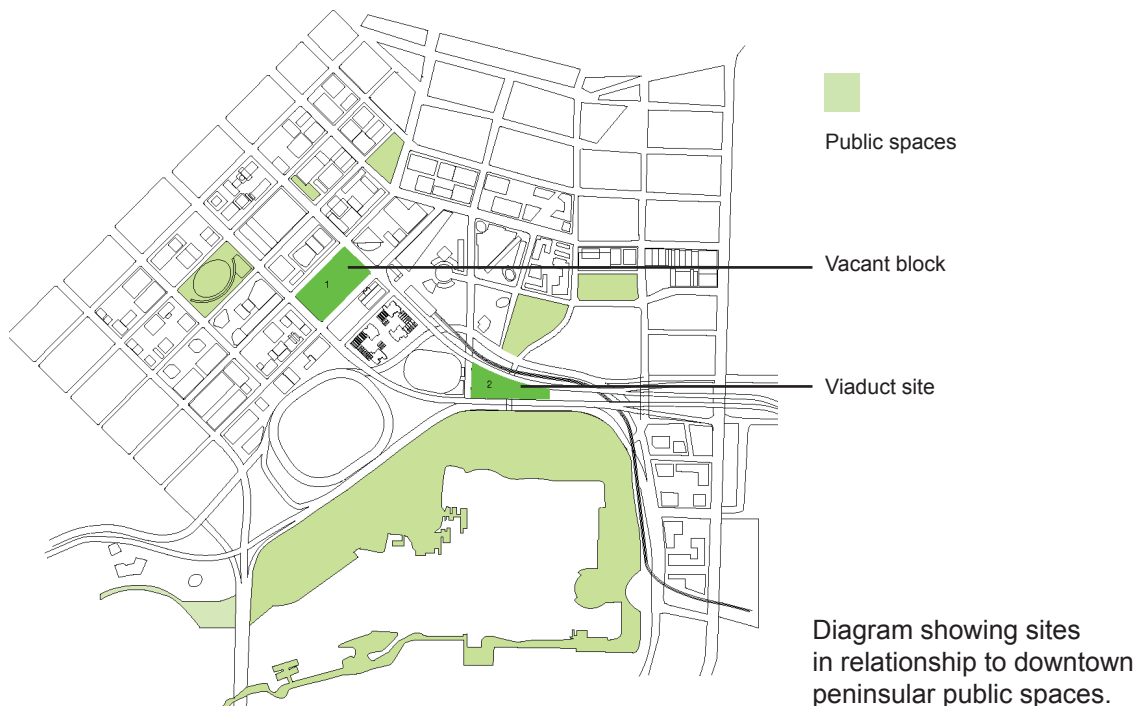 Public spaces
Vacant block
1
Viaduct site
2
Diagram showing sites
in relationship to downtown
peninsular public spaces.